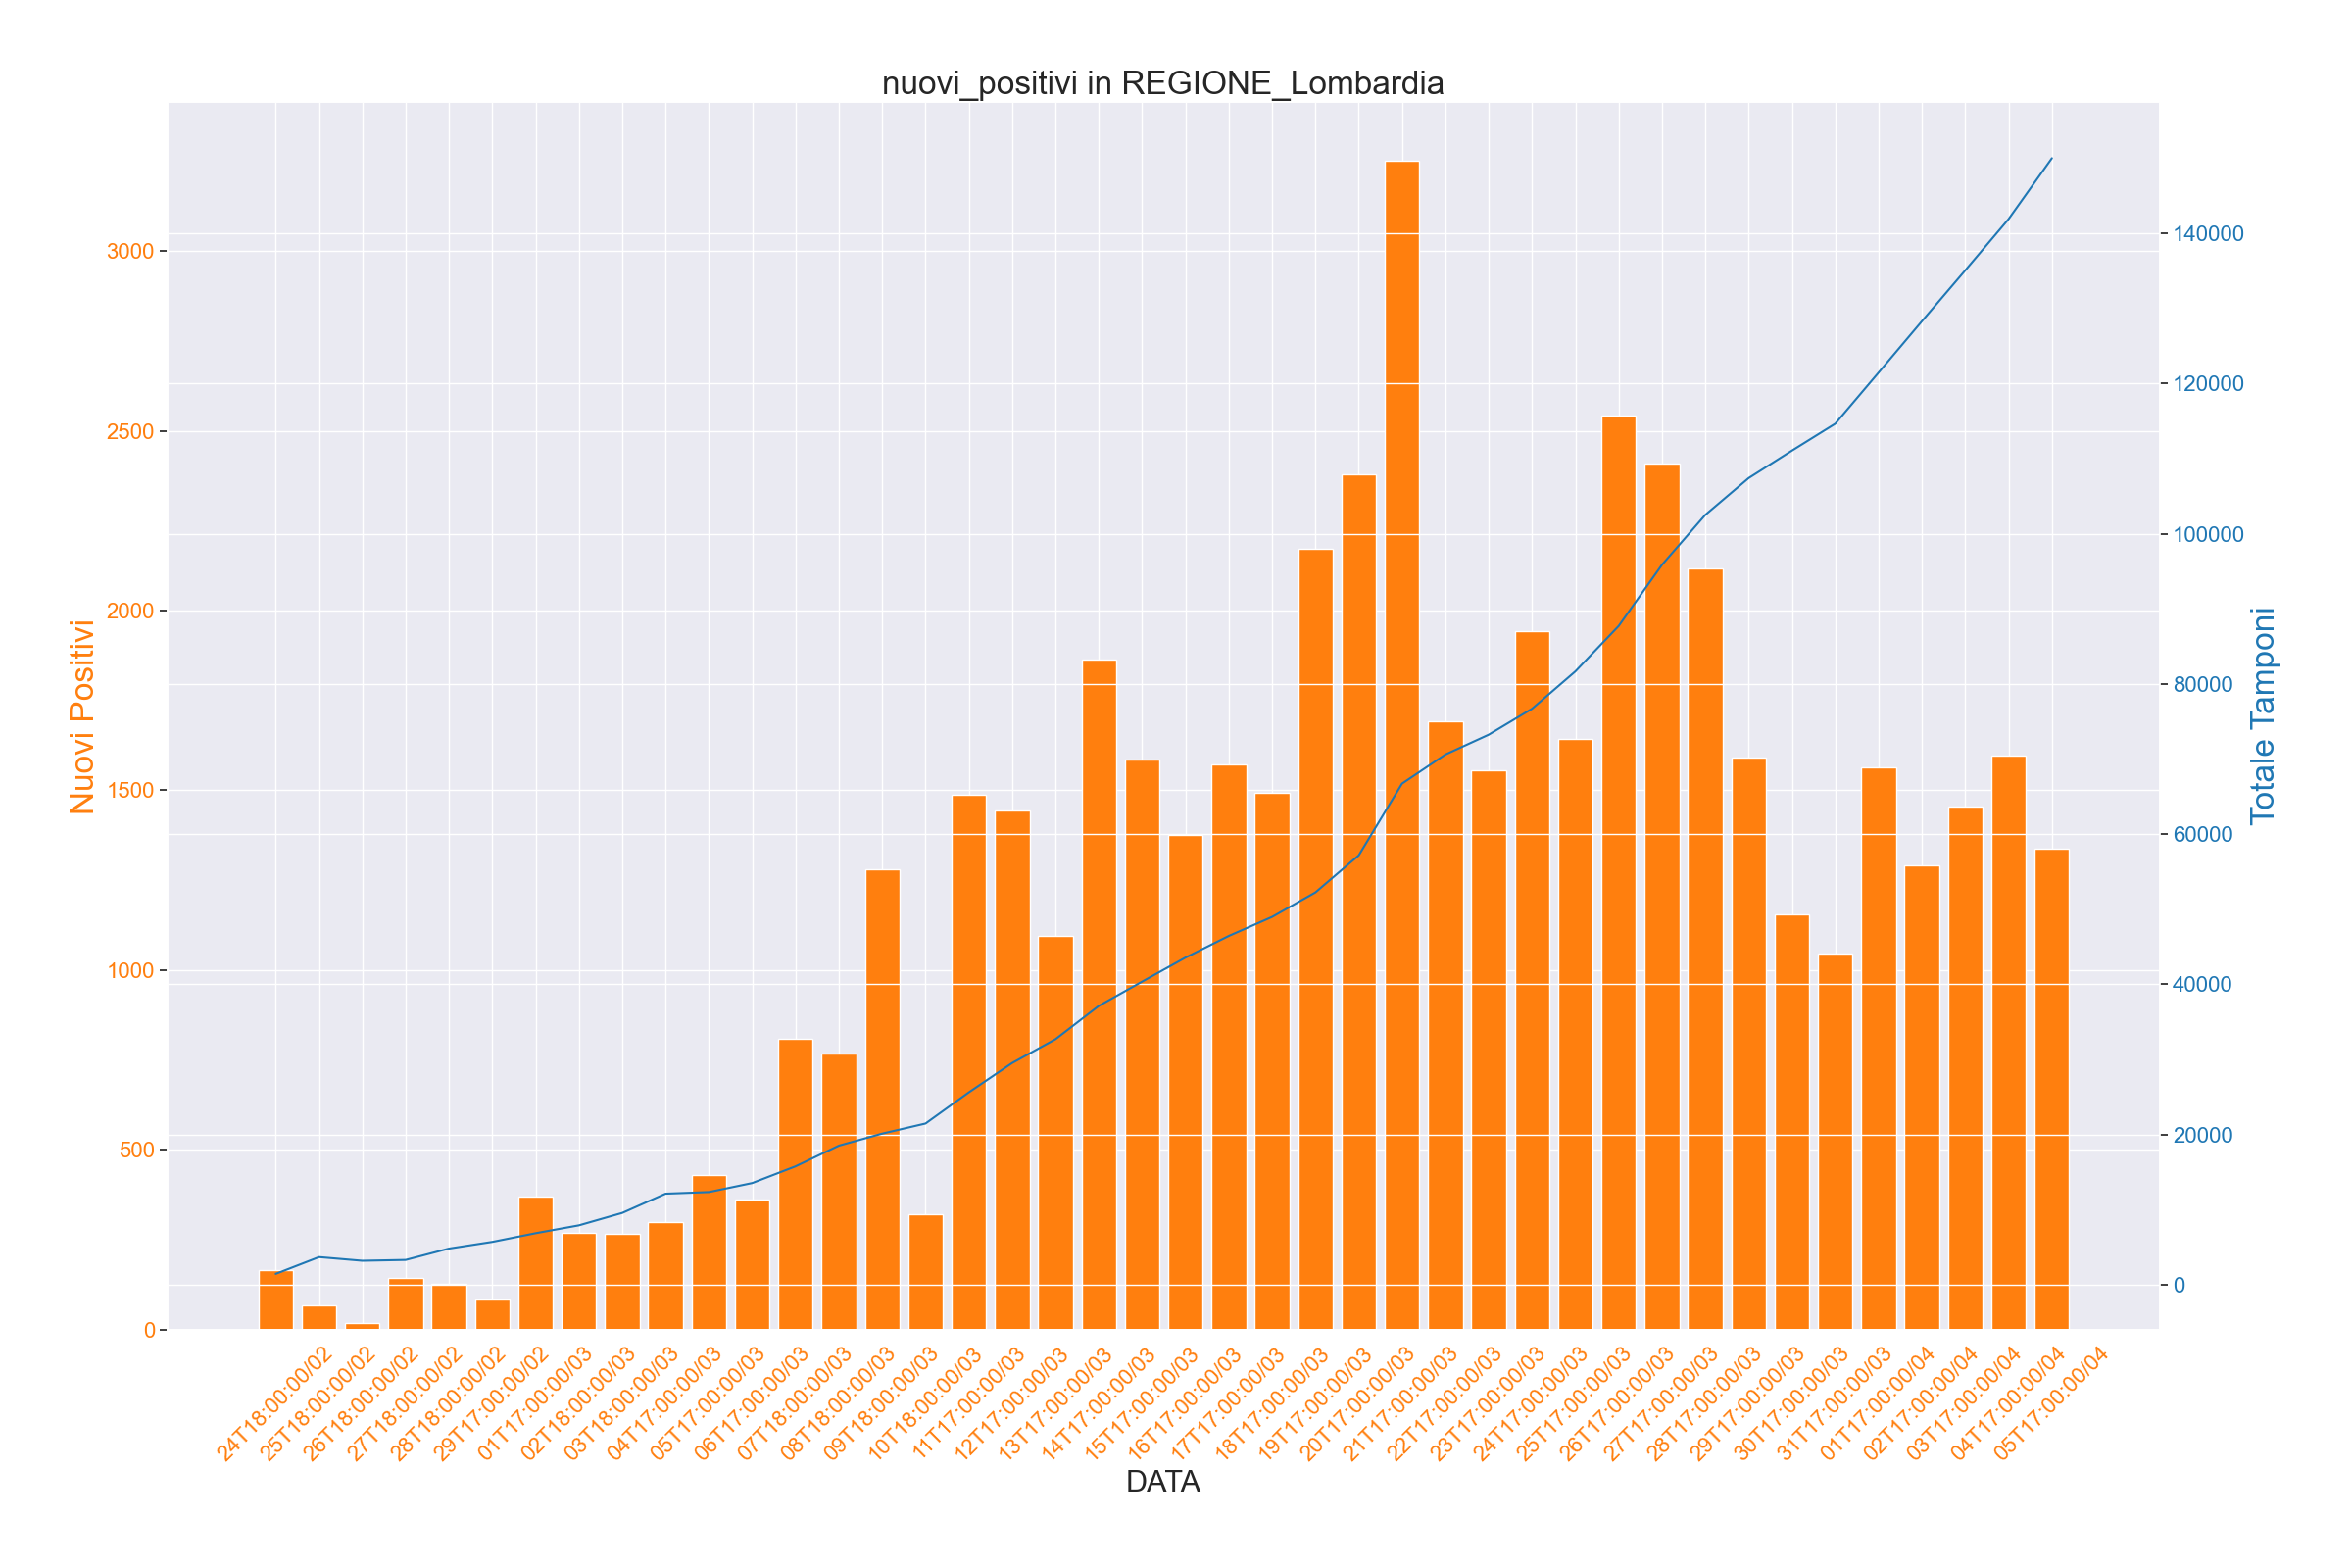 nuovi_positivi in REGIONE_Lombardia
Nuovi Positivi
3000
2500
2000
1500
1000
500
0
Totale Tamponi
140000
120000
100000
80000
60000
40000
20000
0
24T18:00:00/02
25T18:00:00/02
26T18:00:00/02
27T18:00:00/02
28T18:00:00/02
29T17:00:00/02
01T17:00:00/03
02T18:00:00/03
03T18:00:00/03
04T17:00:00/03
05T17:00:00/03
06T17:00:00/03
07T18:00:00/03
08T18:00:00/03
09T18:00:00/03
10T18:00:00/03
11T17:00:00/03
12T17:00:00/03
13T17:00:00/03
14T17:00:00/03
15T17:00:00/03
16T17:00:00/03
17T17:00:00/03
18T17:00:00/03
19T17:00:00/03
20T17:00:00/03
21T17:00:00/03
22T17:00:00/03
23T17:00:00/03
24T17:00:00/03
25T17:00:00/03
26T17:00:00/03
27T17:00:00/03
28T17:00:00/03
29T17:00:00/03
30T17:00:00/03
31T17:00:00/03
01T17:00:00/04
02T17:00:00/04
03T17:00:00/04
04T17:00:00/04
05T17:00:00/04
DATA